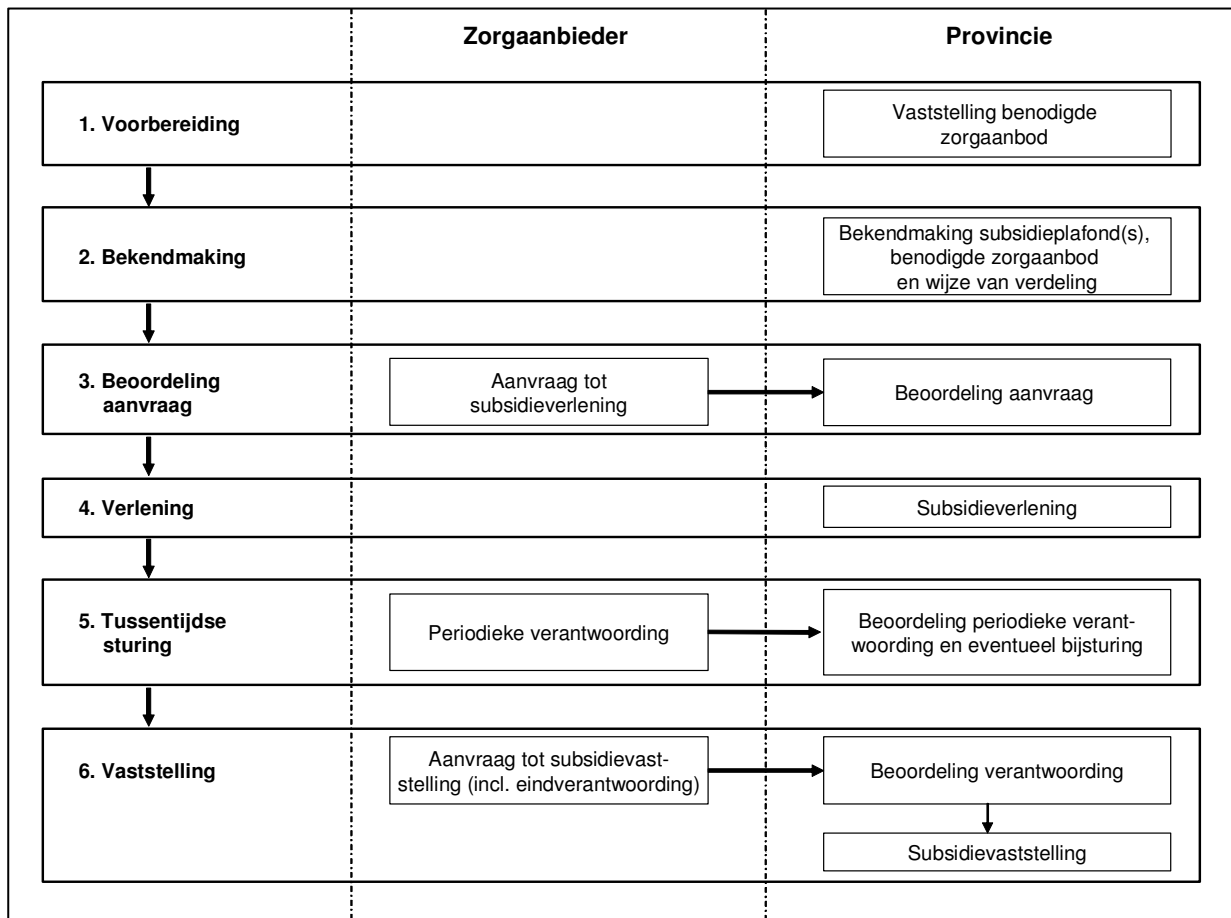 Zorgaanbieder
Provincie
1. Voorbereiding
Vaststelling benodigde
zorgaanbod
2. Bekendmaking
Bekendmaking subsidieplafond(s),
benodigde zorgaanbod
en wijze van verdeling
3. Beoordeling
aanvraag
Aanvraag tot
subsidieverlening
Beoordeling aanvraag
4. Verlening
Subsidieverlening
5. Tussentijdse
sturing
Periodieke verantwoording
Beoordeling periodieke verant-
woording en eventueel bijsturing
6. Vaststelling
Aanvraag tot subsidievast-
stelling (incl. eindverantwoording)
Beoordeling verantwoording
Subsidievaststelling